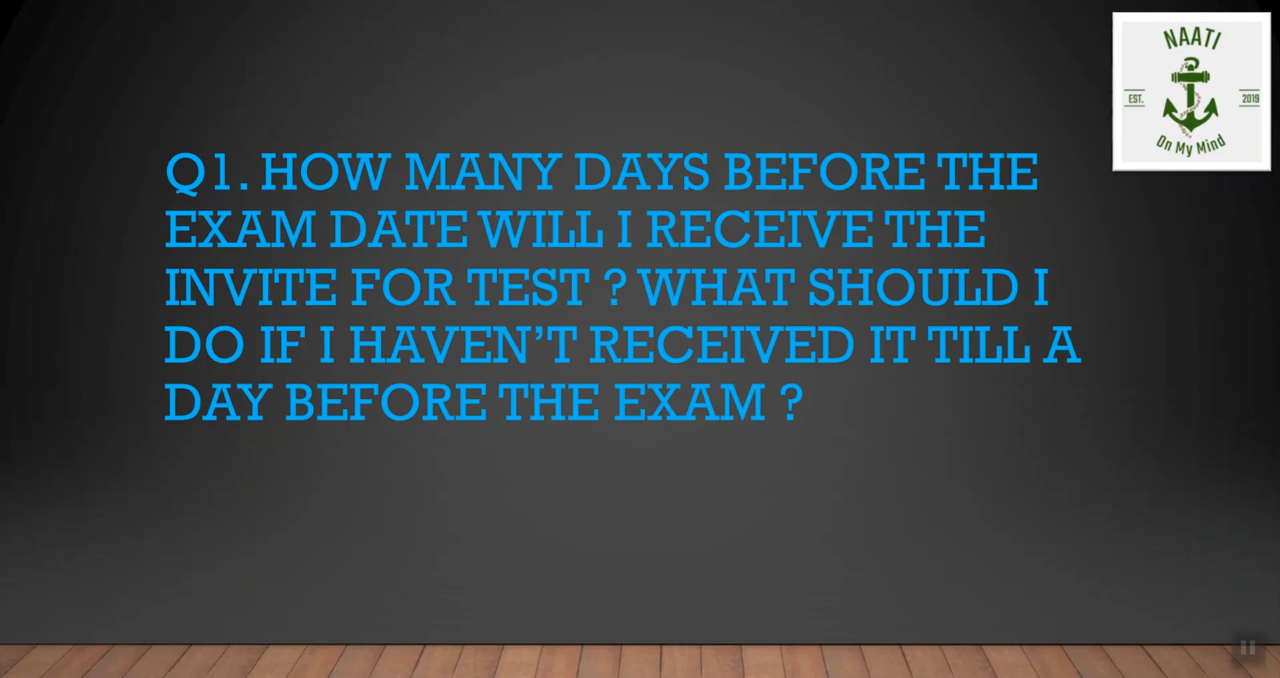 NAATI
EST. 2019
On My Mind
Q1. HOW MANY DAYS BEFORE THE
EXAM DATE WILL I RECEIVE THE
INVITE FOR TEST ? WHAT SHOULD I
DO IF I HAVEN’T RECEIVED IT TILL A
DAY BEFORE THE EXAM ?